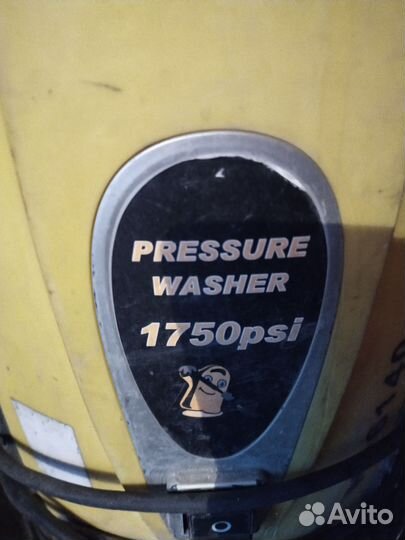 PRESSURE
WASHER
1750psi
Avito